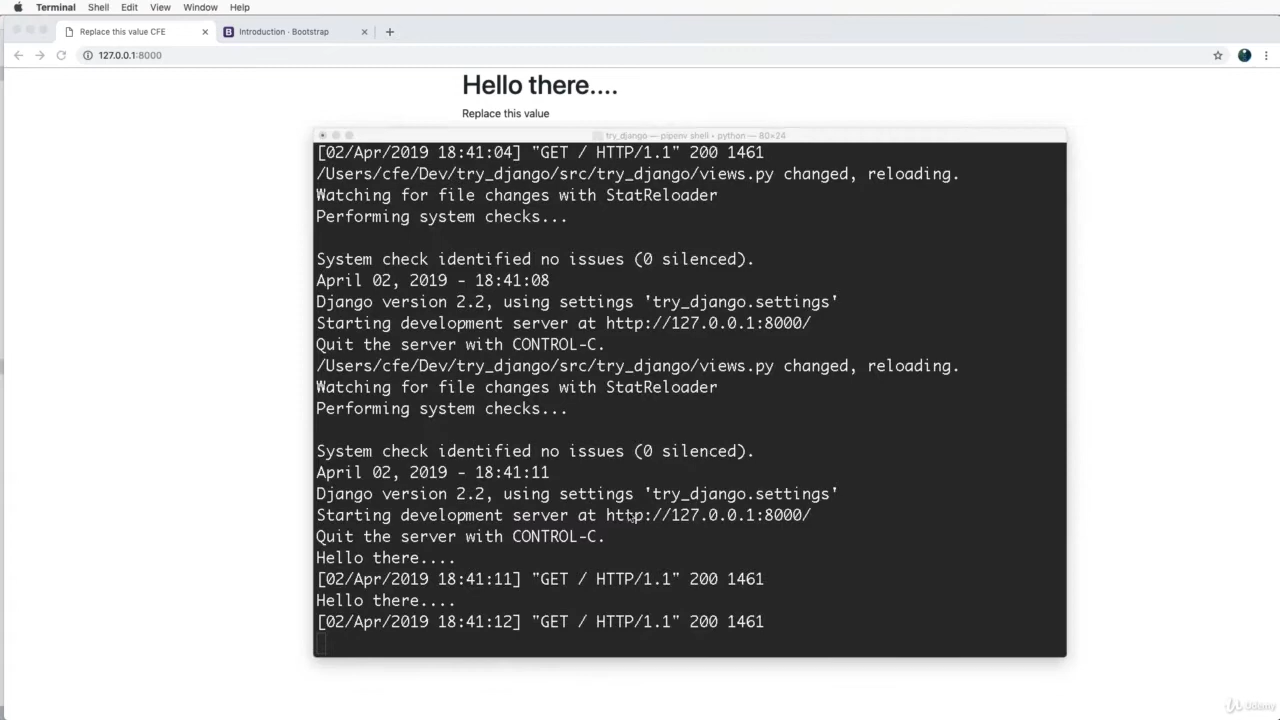 Terminal Shell Edit View Window Help
Replace this value CFE
Introduction · Bootstrap
127.0.0.1:8000
Hello there....
Replace this value
try_django — pipenv shell • python — 80×24
[02/Apr/2019 18:41:04] "GET / HTTP/1.1" 200 1461
/Users/cfe/Dev/try_django/src/try_django/views.py changed, reloading.
Watching for file changes with StatReloader
Performing system checks...
System check identified no issues (0 silenced).
April 02, 2019 - 18:41:08
Django version 2.2, using settings 'try_django.settings'
Starting development server at http://127.0.0.1:8000/
Quit the server with CONTROL-C.
/Users/cfe/Dev/try_django/src/try_django/views.py changed, reloading.
Watching for file changes with StatReloader
Performing system checks...
System check identified no issues (0 silenced).
April 02, 2019 - 18:41:11
Django version 2.2, using settings 'try_django.settings'
Starting development server at http://127.0.0.1:8000/
Quit the server with CONTROL-C.
Hello there....
[02/Apr/2019 18:41:11] "GET / HTTP/1.1" 200 1461
Hello there....
[02/Apr/2019 18:41:12] "GET / HTTP/1.1" 200 1461
Udemy